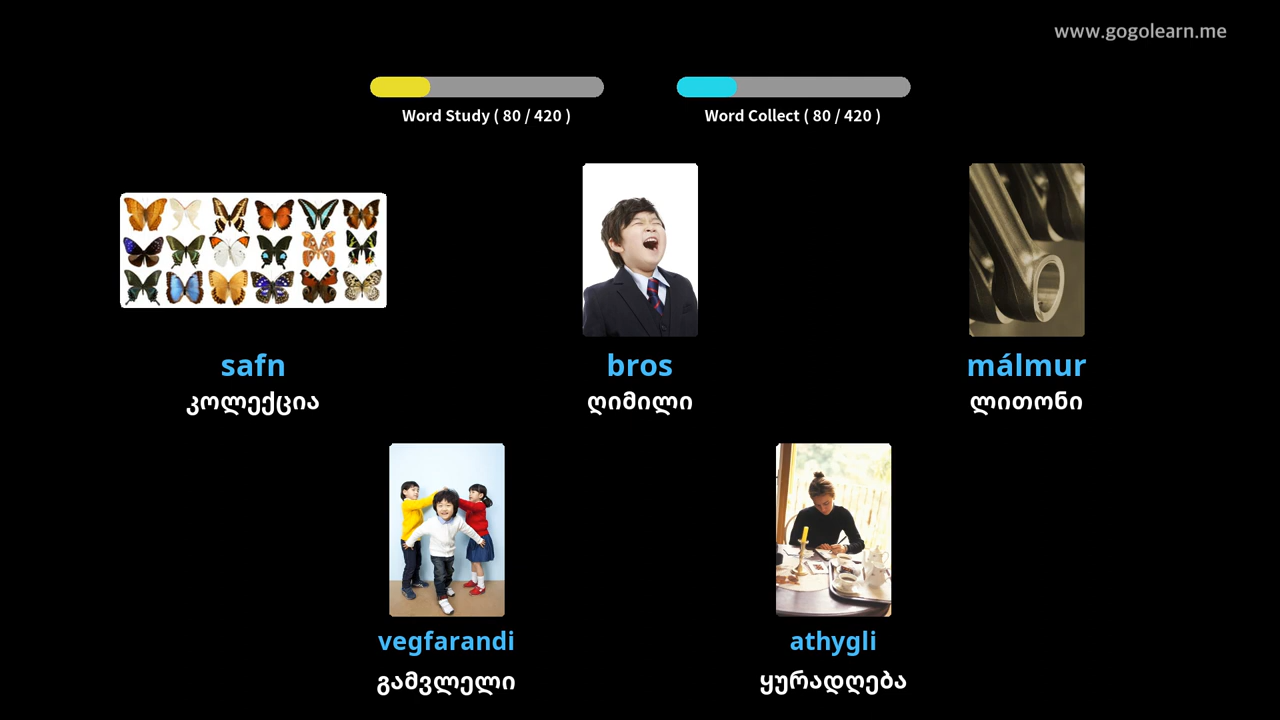 www.gogolearn.me
Word Study ( 80 / 420 )
Word Collect ( 80 / 420 )
safn
კოლექცია
bros
ღიმილი
málmur
ლითონი
vegfarandi
გამვლელი
athygli
ყურადღება